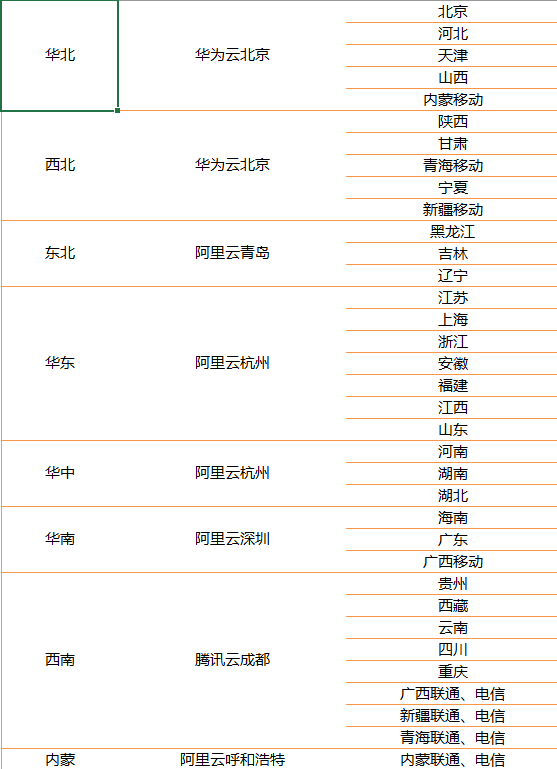 华北 华为云北京 北京
河北
天津
山西
内蒙移动
西北 华为云北京 陕西
甘肃
青海移动
宁夏
新疆移动
东北 阿里云青岛 黑龙江
吉林
辽宁
华东 阿里云杭州 江苏
上海
浙江
安徽
福建
江西
山东
华中 阿里云杭州 河南
湖南
湖北
华南 阿里云深圳 海南
广东
广西移动
西南 腾讯云成都 贵州
西藏
云南
四川
重庆
广西联通、电信
新疆联通、电信
青海联通、电信
内蒙 阿里云呼和浩特 内蒙联通、电信